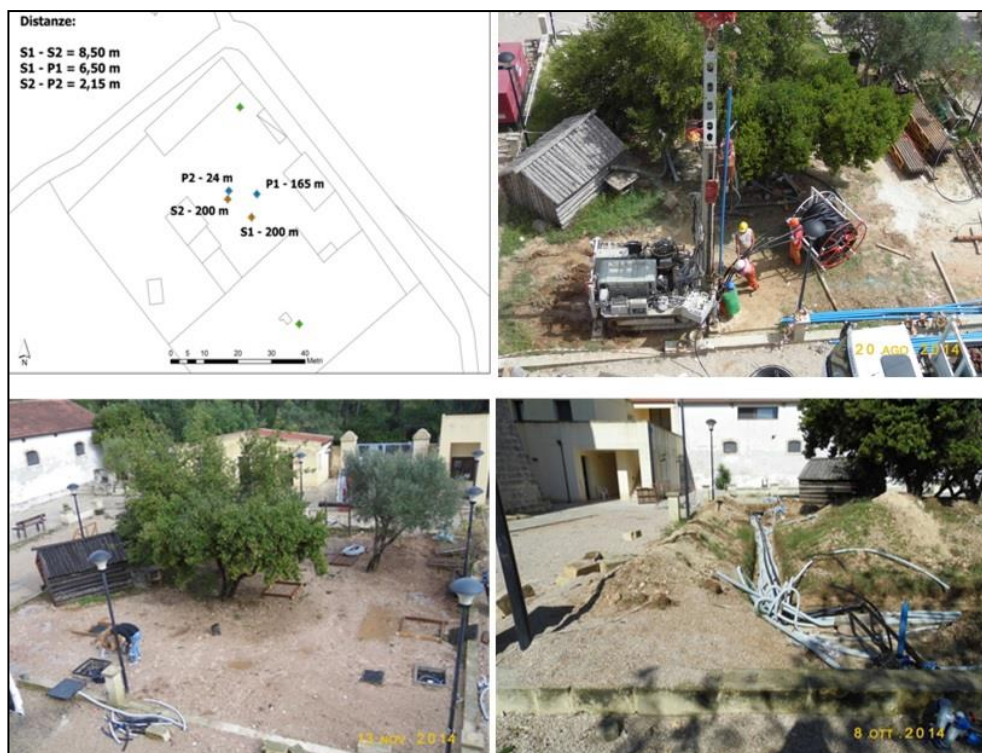 Distanze:
S1 - S2 = 8,50 m
S1 - P1 = 6,50 m
S2 - P2 = 2,15 m
P2 - 24 m
P1 - 165 m
S2 - 200 m
S1 - 200 m
N
0 5 10 20 30 40
Metri
20 AGO 2014
13 NOV 2014
8 OTT 2014